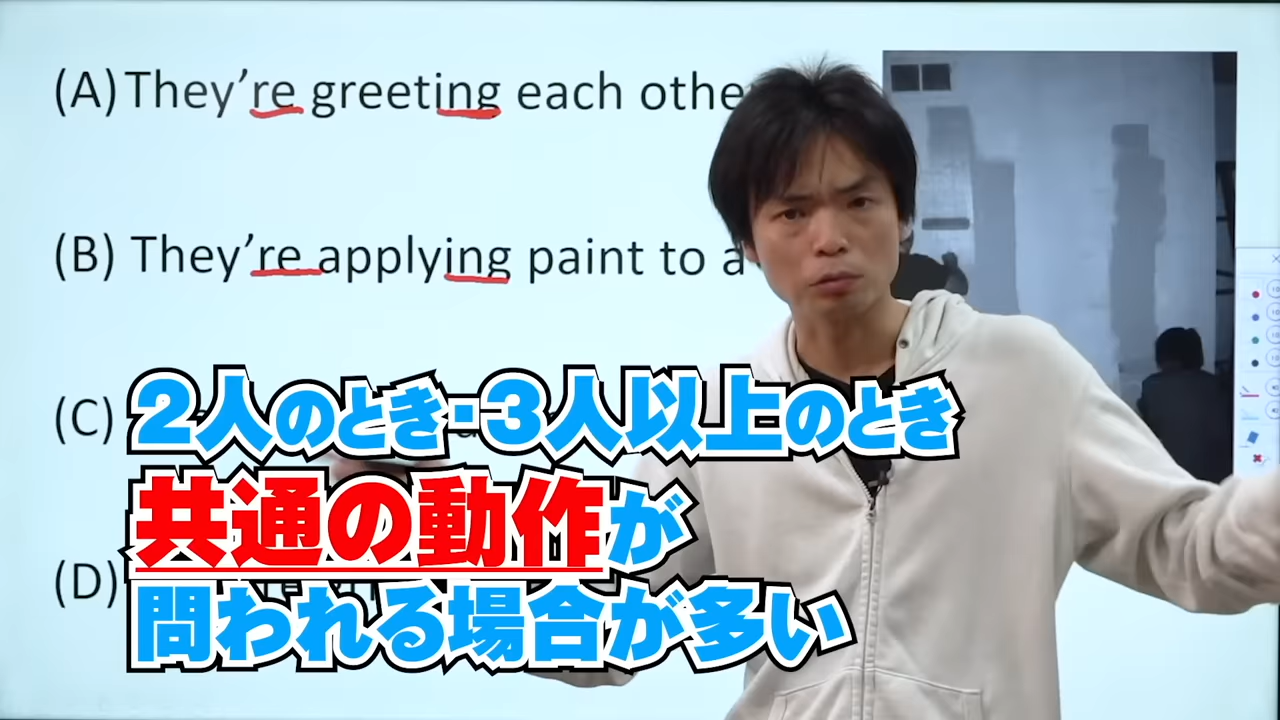 (A) They're greeting each othe
(B) They're applying paint to a
(C)
(D)
2人のとき・3人以上のとき
共通の動作が
問われる場合が多い